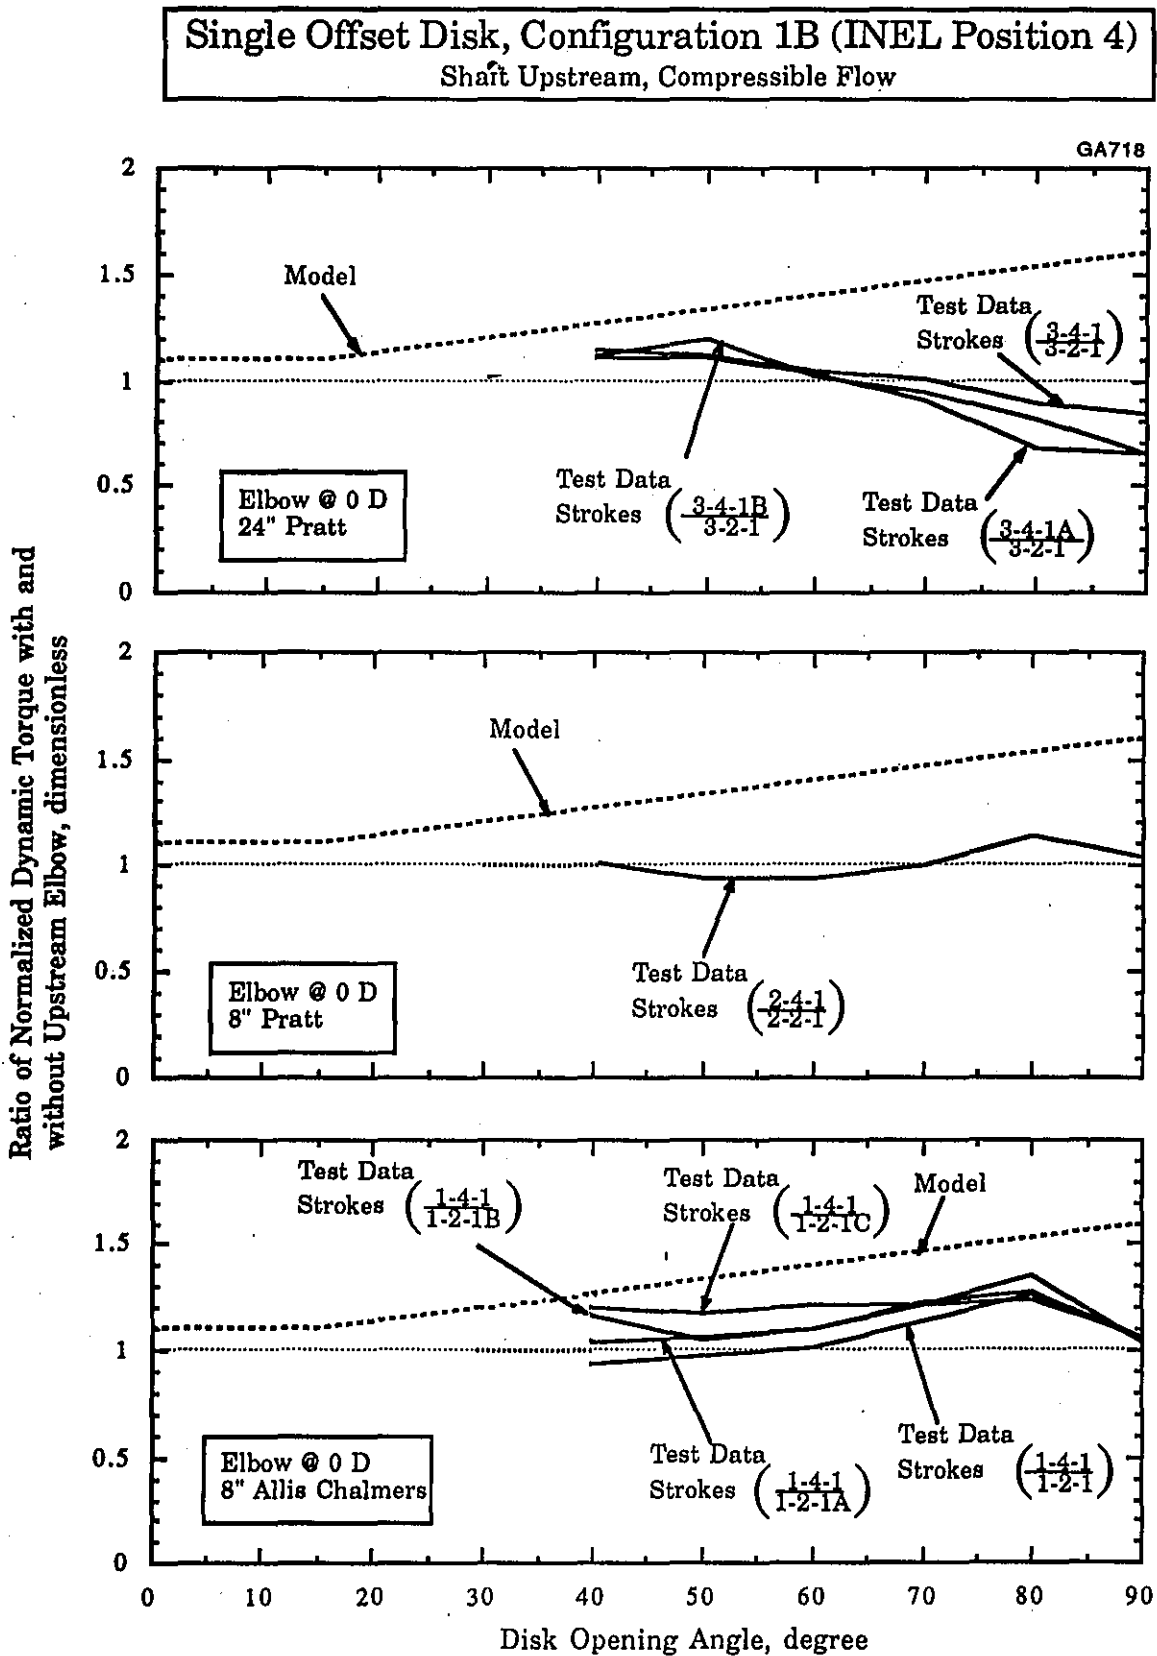 Single Offset Disk, Configuration 1B (INEL Position 4)
Shaft Upstream, Compressible Flow
GA718
Ratio of Normalized Dynamic Torque with and
without Upstream Elbow, dimensionless
2
1.5
1
0.5
0
Model
Test Data
Strokes (3-4-1
3-2-1)
Test Data
Strokes (3-4-1B
3-2-1)
Test Data
Strokes (3-4-1A
3-2-1)
Elbow @ 0 D
24" Pratt
2
1.5
1
0.5
0
Model
Test Data
Strokes (2-4-1
2-2-1)
Elbow @ 0 D
8" Pratt
2
1.5
1
0.5
0
Test Data
Strokes (1-4-1
1-2-1B)
Test Data
Strokes (1-4-1
1-2-1C)
Model
Test Data
Strokes (1-4-1
1-2-1A)
Test Data
Strokes (1-4-1
1-2-1)
Elbow @ 0 D
8" Allis Chalmers
0 10 20 30 40 50 60 70 80 90
Disk Opening Angle, degree